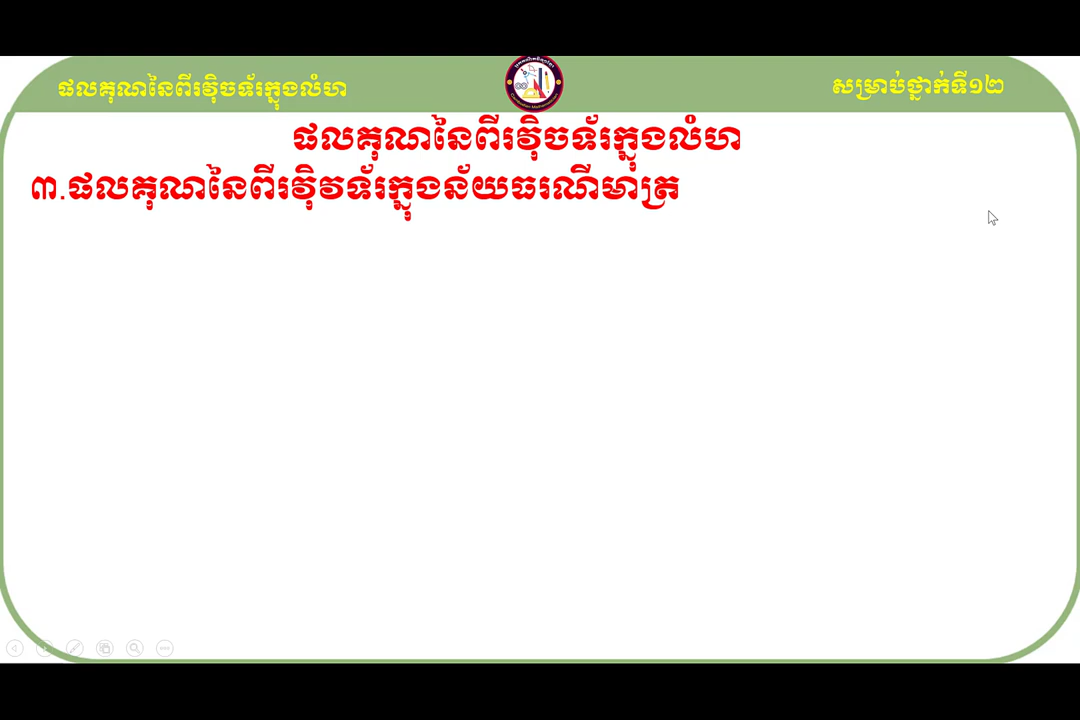 ផលគុណនៃពីរវ៉ិចទ័រក្នុងលំហ
សម្រាប់ថ្នាក់ទី១២
ផលគុណនៃពីរវ៉ិចទ័រក្នុងលំហ
៣.ផលគុណនៃពីរវ៉ិវទ័រក្នុងន័យធរណីមាត្រ